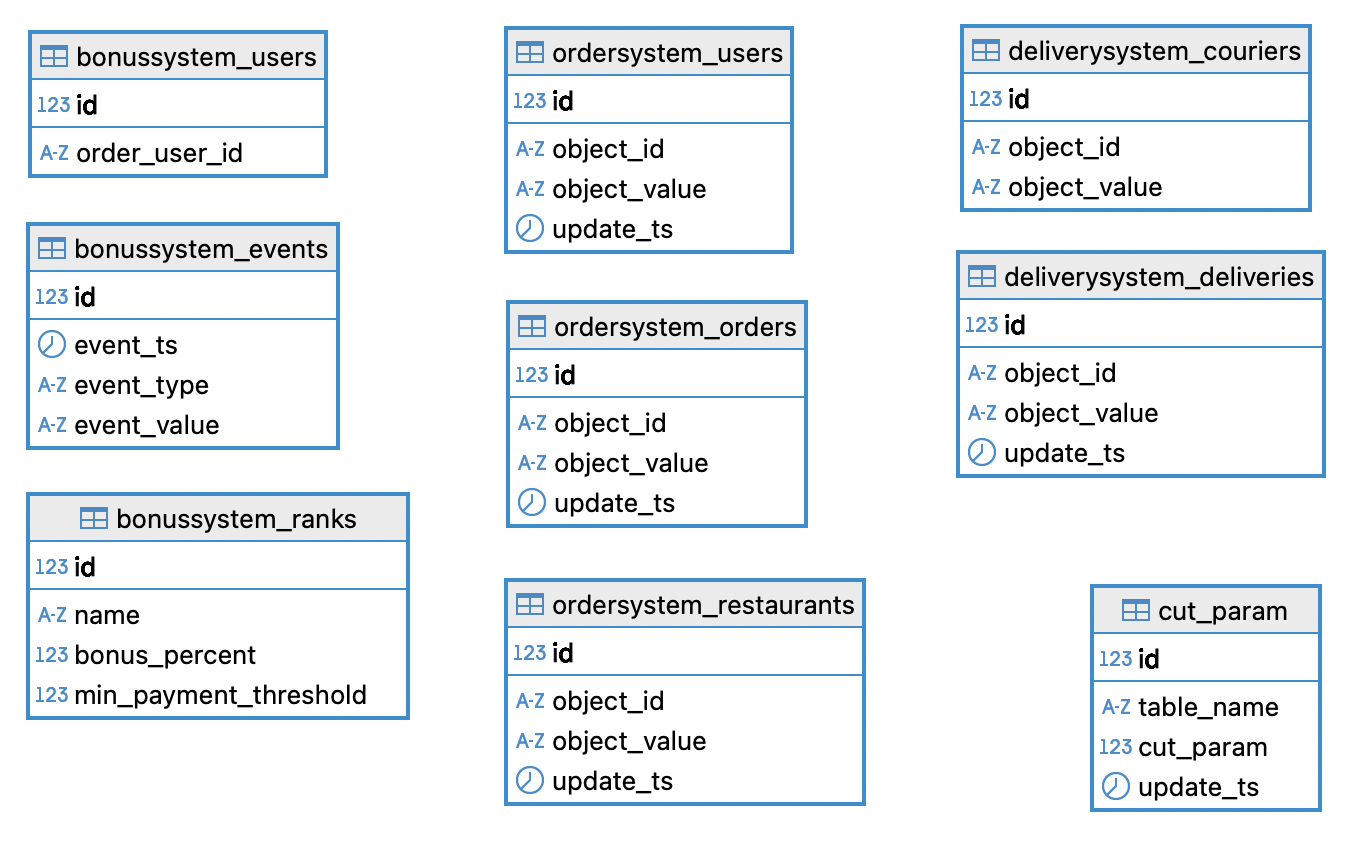 bonussystem_users
123 id
A-Z order_user_id
bonussystem_events
123 id
event_ts
A-Z event_type
A-Z event_value
bonussystem_ranks
123 id
A-Z name
123 bonus_percent
123 min_payment_threshold
ordersystem_users
123 id
A-Z object_id
A-Z object_value
update_ts
ordersystem_orders
123 id
A-Z object_id
A-Z object_value
update_ts
ordersystem_restaurants
123 id
A-Z object_id
A-Z object_value
update_ts
deliverysystem_couriers
123 id
A-Z object_id
A-Z object_value
deliverysystem_deliveries
123 id
A-Z object_id
A-Z object_value
update_ts
cut_param
123 id
A-Z table_name
123 cut_param
update_ts